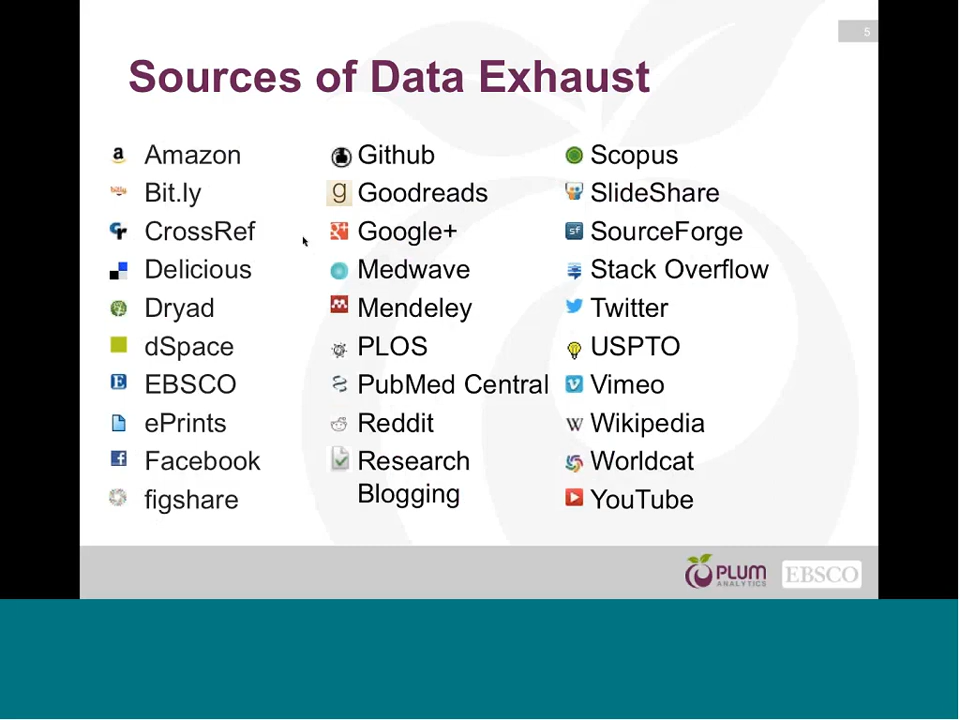 5
Sources of Data Exhaust
Amazon
Bit.ly
CrossRef
Delicious
Dryad
dSpace
EBSCO
ePrints
Facebook
figshare
Github
Goodreads
Google+
Medwave
Mendeley
PLOS
PubMed Central
Reddit
Research
Blogging
Scopus
SlideShare
SourceForge
Stack Overflow
Twitter
USPTO
Vimeo
Wikipedia
Worldcat
YouTube
PLUM
ANALYTICS
EBSCO